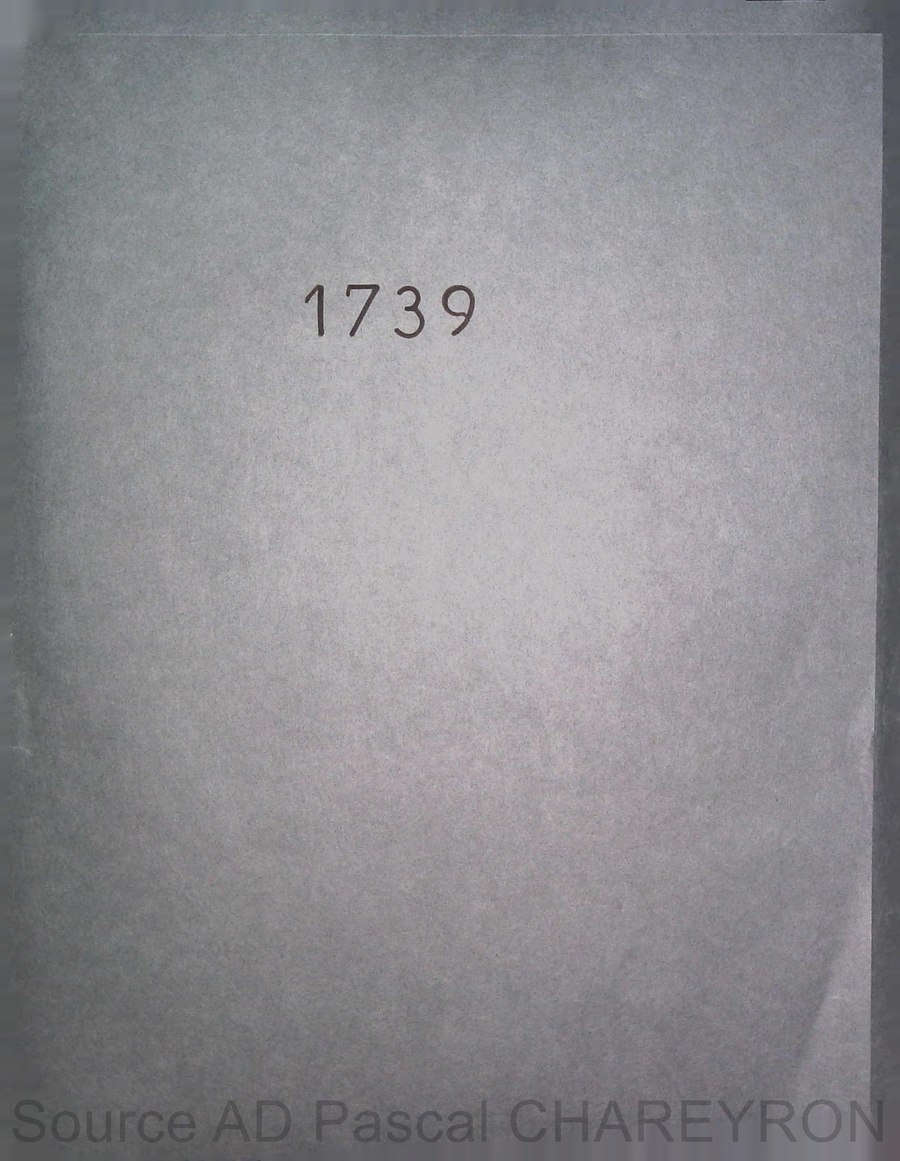 1739
Source AD Pascal CHAREYRON